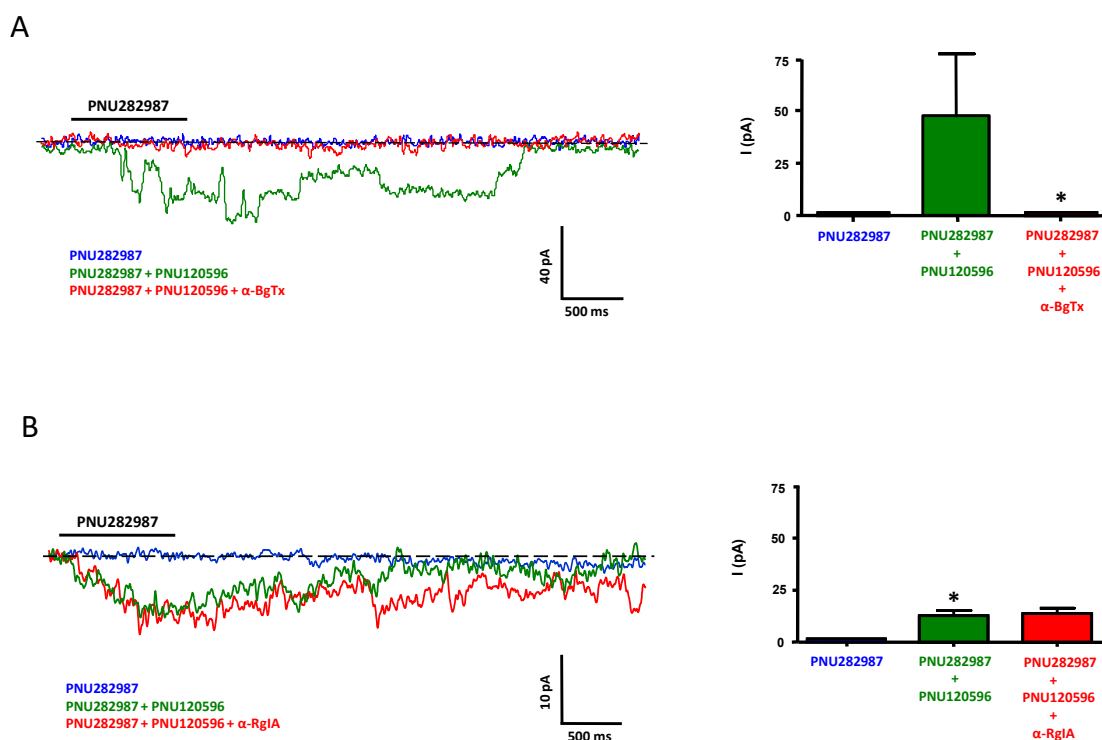 A
PNU282987
PNU282987
PNU282987 + PNU120596
PNU282987 + PNU120596 + α-BgTx
40 pA
500 ms
I (pA)
75
50
25
0
*
PNU282987
PNU282987
+
PNU120596
PNU282987
+
PNU120596
+
α-BgTx
B
PNU282987
PNU282987
PNU282987 + PNU120596
PNU282987 + PNU120596 + α-RgIA
10 pA
500 ms
I (pA)
75
50
25
0
*
PNU282987
PNU282987
+
PNU120596
PNU282987
+
PNU120596
+
α-RgIA